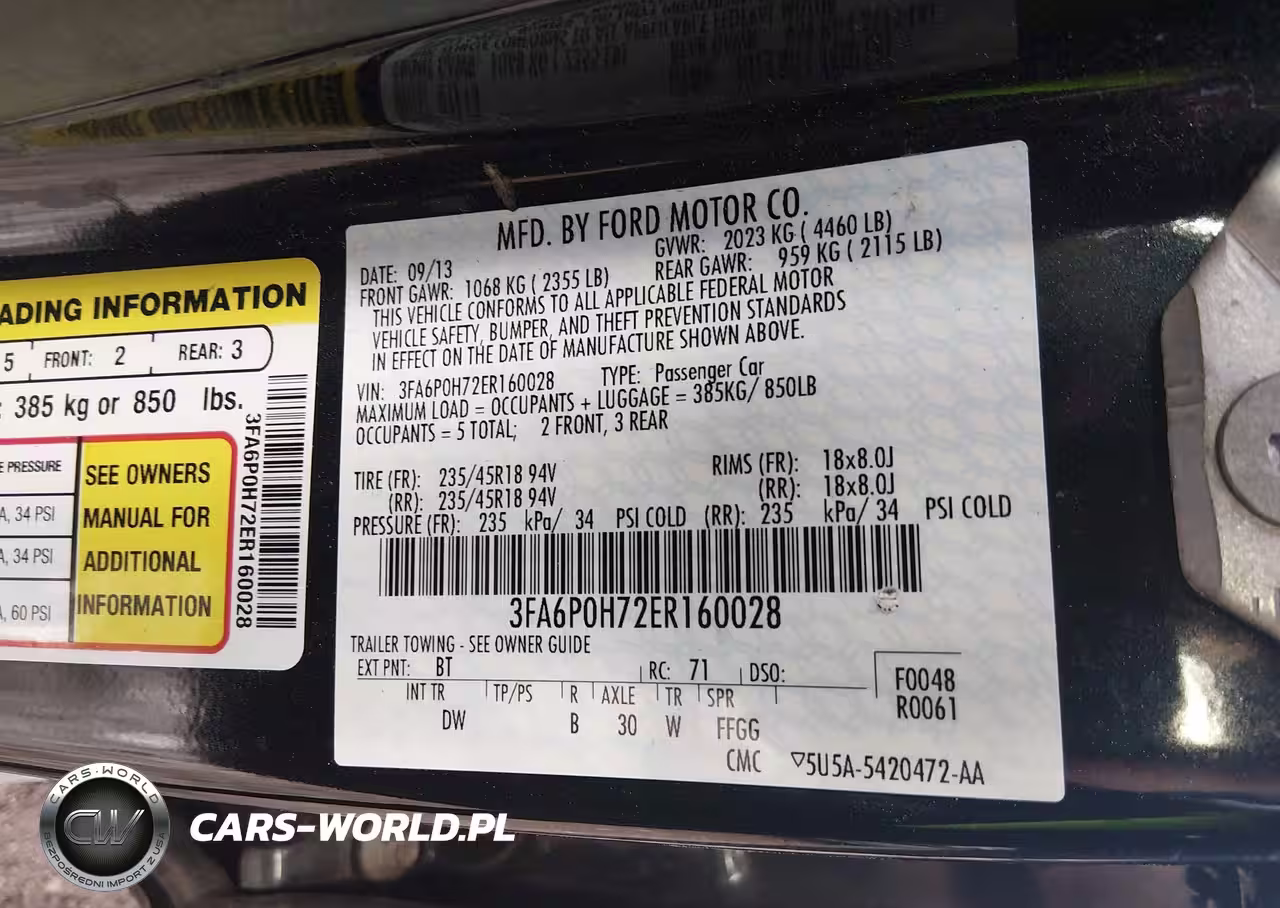 ADING INFORMATION
5 FRONT: 2 REAR: 3
: 385 kg or 850 lbs.
E PRESSURE
A, 34 PSI
A, 34 PSI
A, 60 PSI
SEE OWNERS
MANUAL FOR
ADDITIONAL
INFORMATION
3FA6P0H72ER160028
MFD. BY FORD MOTOR CO.
DATE: 09/13 GVWR: 2023 KG ( 4460 LB)
FRONT GAWR: 1068 KG ( 2355 LB) REAR GAWR: 959 KG ( 2115 LB)
THIS VEHICLE CONFORMS TO ALL APPLICABLE FEDERAL MOTOR
VEHICLE SAFETY, BUMPER, AND THEFT PREVENTION STANDARDS
IN EFFECT ON THE DATE OF MANUFACTURE SHOWN ABOVE.
VIN: 3FA6P0H72ER160028 TYPE: Passenger Car
MAXIMUM LOAD = OCCUPANTS + LUGGAGE = 385KG/ 850LB
OCCUPANTS = 5 TOTAL; 2 FRONT, 3 REAR
TIRE (FR): 235/45R18 94V RIMS (FR): 18x8.0J
(RR): 235/45R18 94V (RR): 18x8.0J
PRESSURE (FR): 235 kPa/ 34 PSI COLD (RR): 235 kPa/ 34 PSI COLD
3FA6P0H72ER160028
TRAILER TOWING - SEE OWNER GUIDE
EXT PNT: BT RC: 71 DSO:
INT TR TP/PS R AXLE TR SPR
DW B 30 W FFGG
F0048
R0061
CMC ▽5U5A-5420472-AA
CARS-WORLD
CW
BEZPOŚREDNI IMPORT Z USA
CARS-WORLD.PL